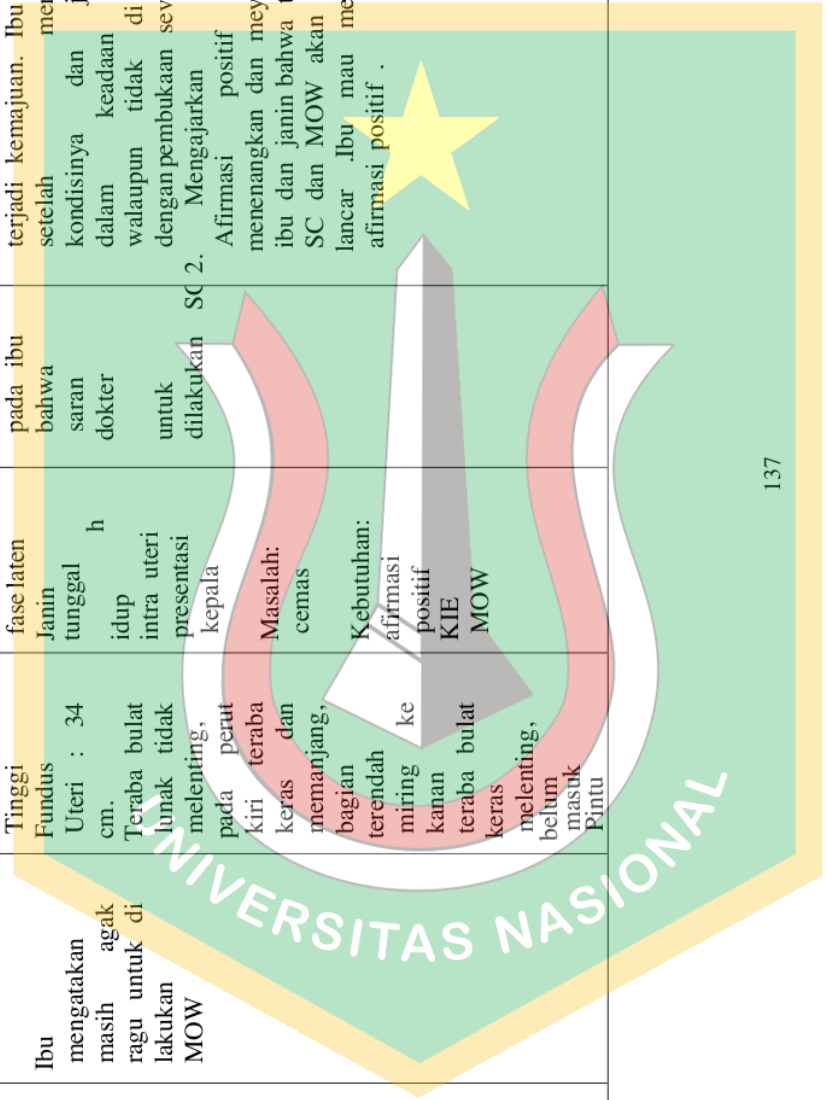 Ibu
mengatakan
masih agak
ragu untuk di
lakukan
MOW
Tinggi
Fundus
Uteri : 34
cm.
Teraba bulat
lunak tidak
melenting,
pada perut
kiri teraba
keras dan
memanjang,
bagian
terendah
miring ke
kanan
teraba bulat
keras
melenting,
belum
masuk
Pintu
fase laten
Janin
tunggal h
idup
intra uteri
presentasi
kepala
Masalah:
cemas
Kebutuhan:
afirmasi
positif
KIE
MOW
pada ibu
bahwa
saran
dokter
untuk
dilakukan SC
terjadi kemajuan. Ibu
setelah
kondisinya dan
dalam keadaan
walaupun tidak di
dengan pembukaan
2. Mengajarkan
Afirmasi positif
menenangkan dan
ibu dan janin bahwa
SC dan MOW akan
lancar .Ibu mau
afirmasi positif .
137
UNIVERSITAS NASIONAL